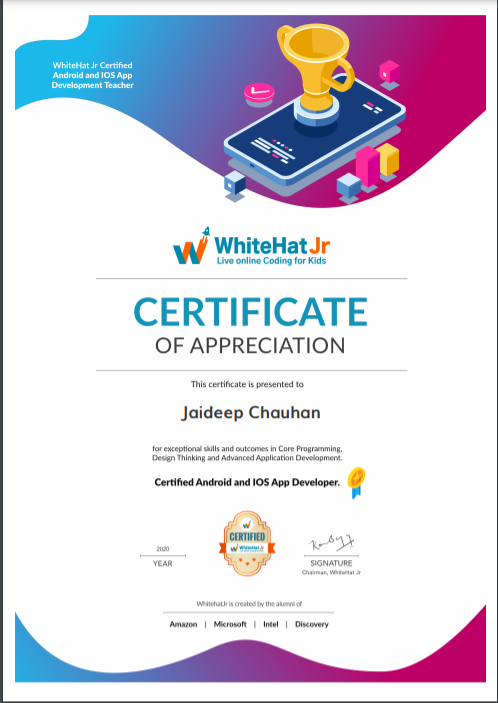 WhiteHat Jr Certified
Android and IOS App
Development Teacher
WhiteHat Jr
Live online Coding for Kids
CERTIFICATE
OF APPRECIATION
This certificate is presented to
Jaideep Chauhan
for exceptional skills and outcomes in Core Programming,
Design Thinking and Advanced Application Development.
Certified Android and IOS App Developer.
CERTIFIED
WhiteHat Jr
2020
YEAR
SIGNATURE
Chairman, WhiteHat Jr
WhitehatJr is created by the alumni of
Amazon | Microsoft | Intel | Discovery